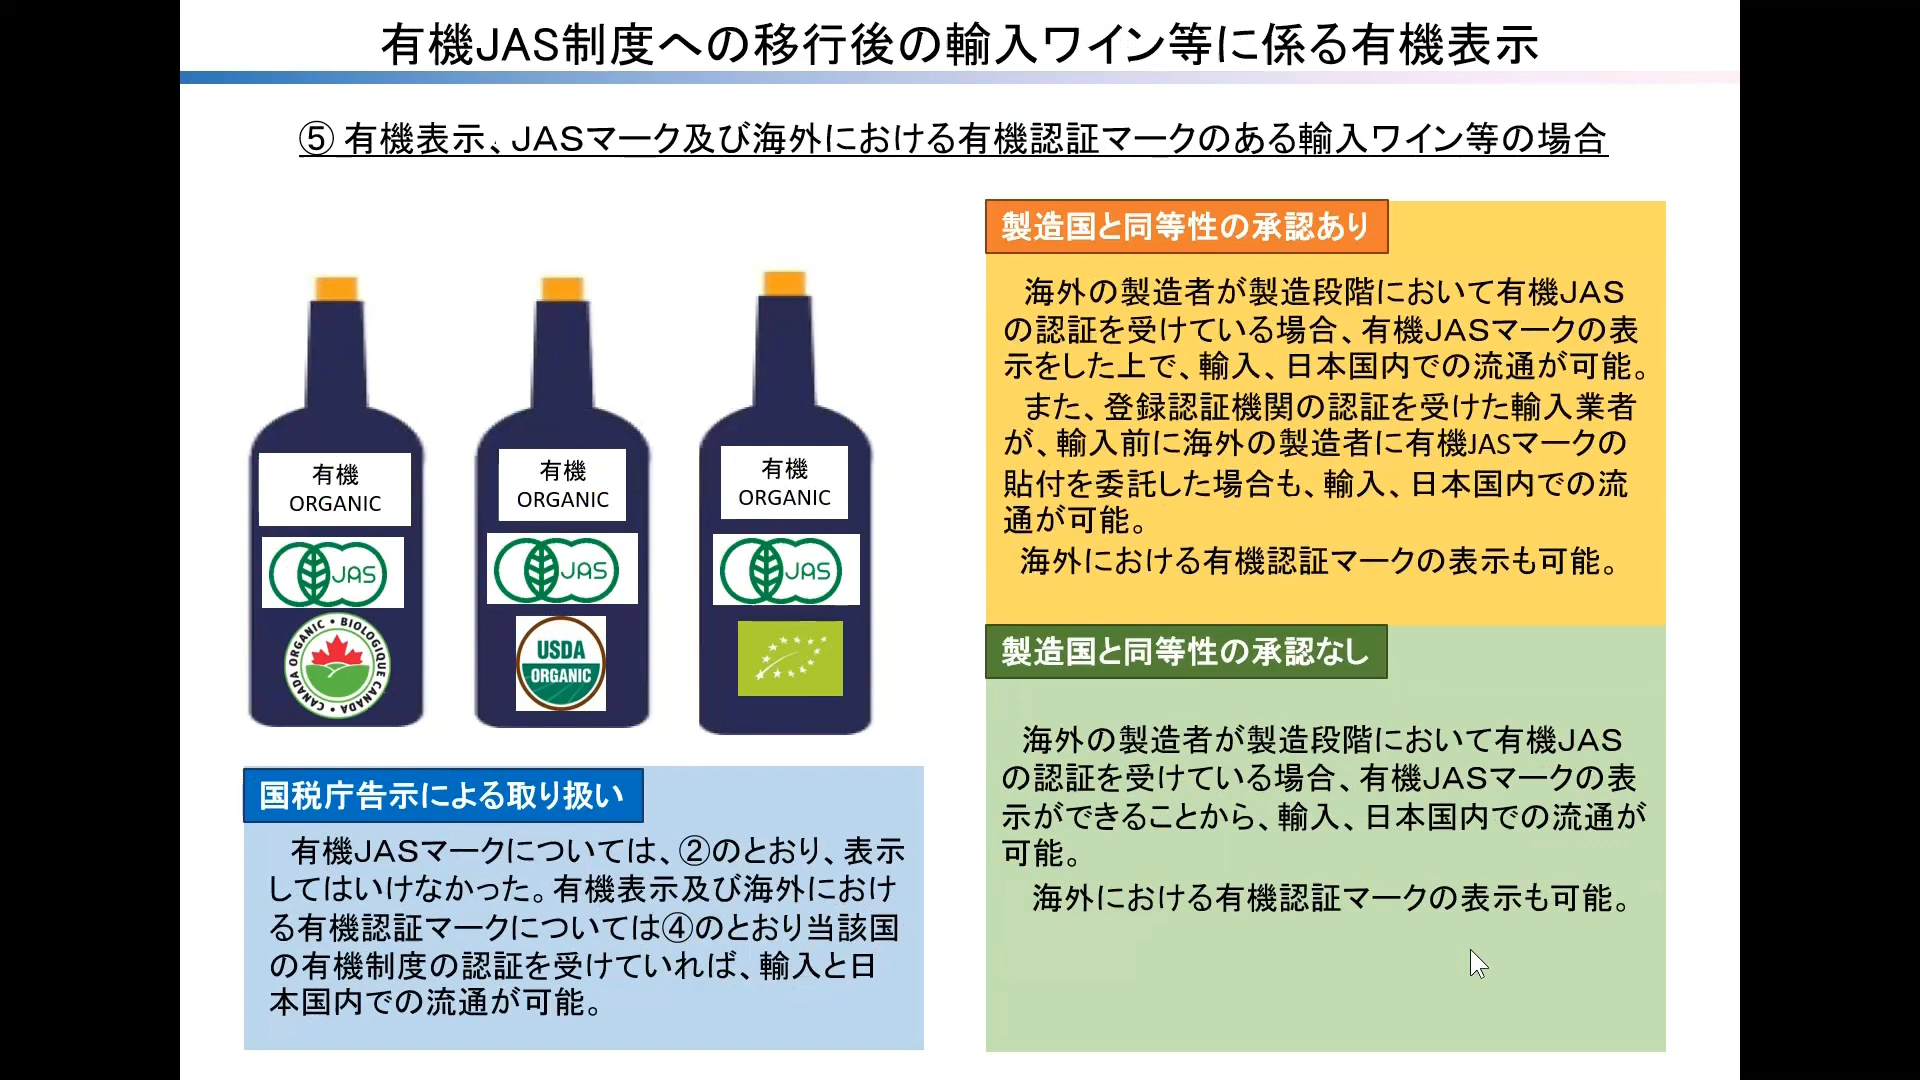 有機JAS制度への移行後の輸入ワイン等に係る有機表示
⑤ 有機表示、JASマーク及び海外における有機認証マークのある輸入ワイン等の場合
有機
ORGANIC
JAS
CANADA ORGANIC • BIOLOGIQUE CANADA •
有機
ORGANIC
JAS
USDA
ORGANIC
有機
ORGANIC
JAS
国税庁告示による取り扱い
有機JASマークについては、②のとおり、表示
してはいけなかった。有機表示及び海外におけ
る有機認証マークについては④のとおり当該国
の有機制度の認証を受けていれば、輸入と日
本国内での流通が可能。
製造国と同等性の承認あり
海外の製造者が製造段階において有機JAS
の認証を受けている場合、有機JASマークの表
示をした上で、輸入、日本国内での流通が可能。
また、登録認証機関の認証を受けた輸入業者
が、輸入前に海外の製造者に有機JASマークの
貼付を委託した場合も、輸入、日本国内での流
通が可能。
海外における有機認証マークの表示も可能。
製造国と同等性の承認なし
海外の製造者が製造段階において有機JAS
の認証を受けている場合、有機JASマークの表
示ができることから、輸入、日本国内での流通が
可能。
海外における有機認証マークの表示も可能。